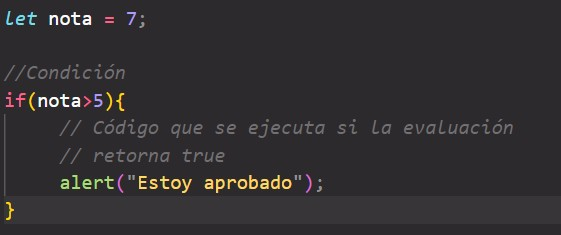 let nota = 7;
//Condición
if(nota>5){
// Código que se ejecuta si la evaluación
// retorna true
alert("Estoy aprobado");
}